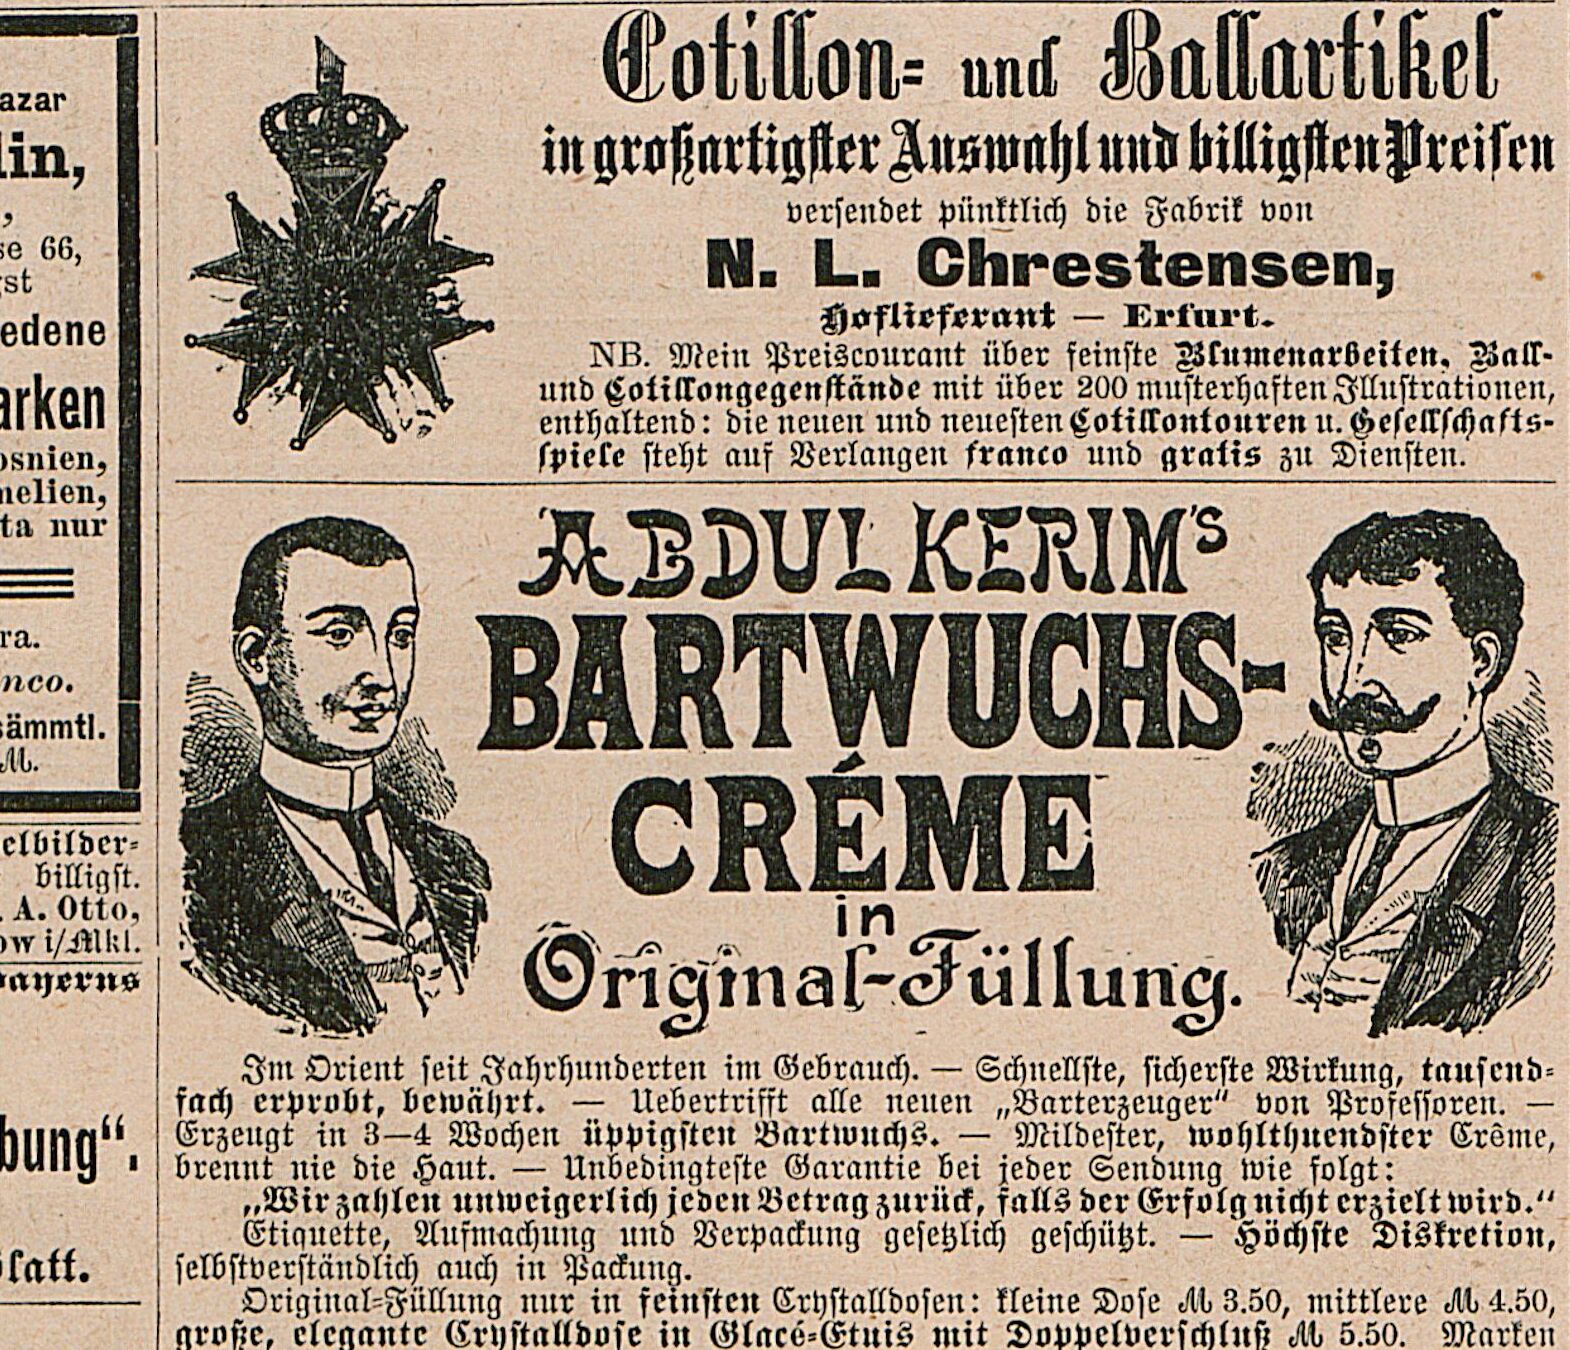 azar
lin,
,
se 66,
gst
edene
arken
osnien,
melien,
ta nur
ra.
nco.
sämmtl.
M.
elbilder-
billigst.
. A. Otto,
ow i/Mkl.
bayerns
bung“.
blatt.
Cotillon- und Ballartikel
in großartigster Auswahl und billigsten Preisen
versendet pünktlich die Fabrik von
N. L. Chrestensen,
Hoflieferant — Erfurt.
NB. Mein Preiscourant über feinste Blumenarbeiten, Ball-
und Cotillongegenstände mit über 200 musterhaften Illustrationen,
enthaltend: die neuen und neuesten Cotillontouren u. Gesellschafts-
spiele steht auf Verlangen franco und gratis zu Diensten.
ABDUL KERIM's
BARTWUCHS-
CRÉME
in
Original-Füllung.
Im Orient seit Jahrhunderten im Gebrauch. — Schnellste, sicherste Wirkung, tausend-
fach erprobt, bewährt. — Uebertrifft alle neuen „Barterzeuger“ von Professoren. —
Erzeugt in 3—4 Wochen üppigsten Bartwuchs. — Mildester, wohlthuendster Crême,
brennt nie die Haut. — Unbedingteste Garantie bei jeder Sendung wie folgt:
„Wir zahlen unweigerlich jeden Betrag zurück, falls der Erfolg nicht erzielt wird.“
Etiquette, Aufmachung und Verpackung gesetzlich geschützt. — Höchste Diskretion,
selbstverständlich auch in Packung.
Original-Füllung nur in feinsten Crystalldosen: kleine Dose M 3.50, mittlere M 4.50,
große, elegante Crystalldose in Glacé-Etuis mit Doppelverschluß M 5.50. Marken